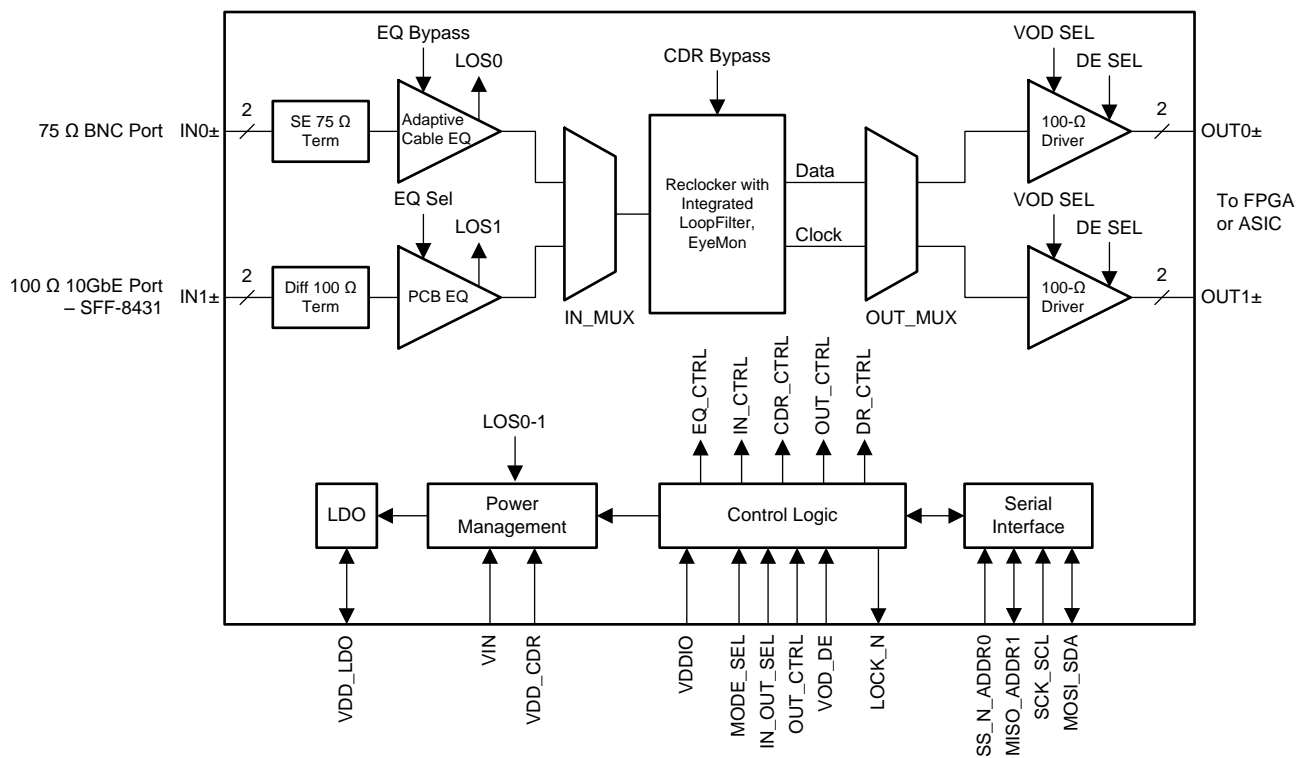 EQ Bypass
LOS0
CDR Bypass
VOD SEL
DE SEL
75 Ω BNC Port
IN0±
2
SE 75 Ω
Term
Adaptive
Cable EQ
100-Ω
Driver
2
OUT0±
Reclocker with
Integrated
LoopFilter,
EyeMon
Data
Clock
EQ Sel
LOS1
VOD SEL
DE SEL
To FPGA
or ASIC
100 Ω 10GbE Port
– SFF-8431
IN1±
2
Diff 100 Ω
Term
PCB EQ
IN_MUX
OUT_MUX
100-Ω
Driver
2
OUT1±
EQ_CTRL
IN_CTRL
CDR_CTRL
OUT_CTRL
DR_CTRL
LOS0-1
LDO
Power
Management
Control Logic
Serial
Interface
VDD_LDO
VIN
VDD_CDR
VDDIO
MODE_SEL
IN_OUT_SEL
OUT_CTRL
VOD_DE
LOCK_N
SS_N_ADDR0
MISO_ADDR1
SCK_SCL
MOSI_SDA